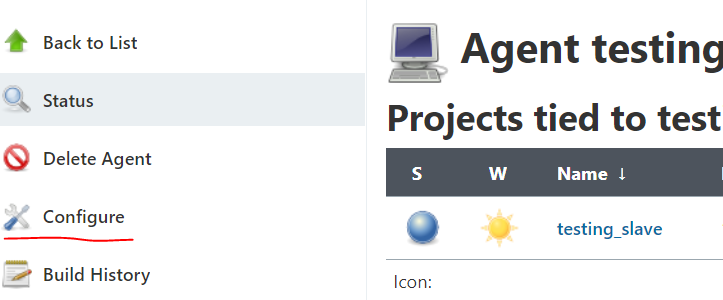 Back to List
Status
Delete Agent
Configure
Build History
Agent testing
Projects tied to test
S W Name ↓
testing_slave
Icon: